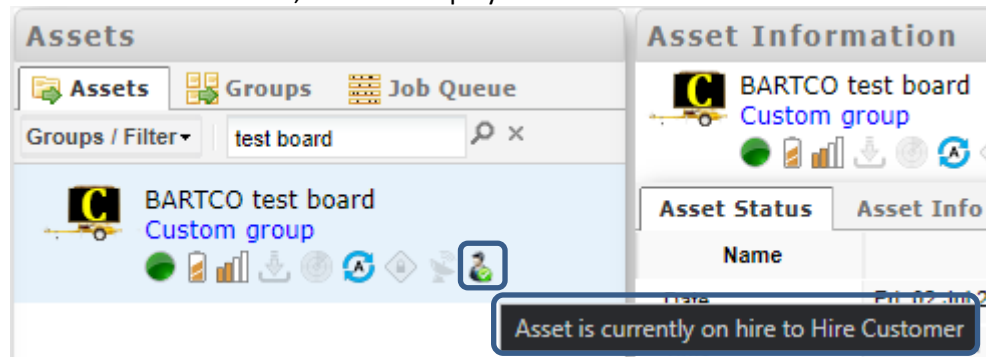 Assets
Assets Groups Job Queue
Groups / Filter test board
BARTCO test board
Custom group
Asset Information
BARTCO test board
Custom group
Asset Status Asset Info
Name
Asset is currently on hire to Hire Customer